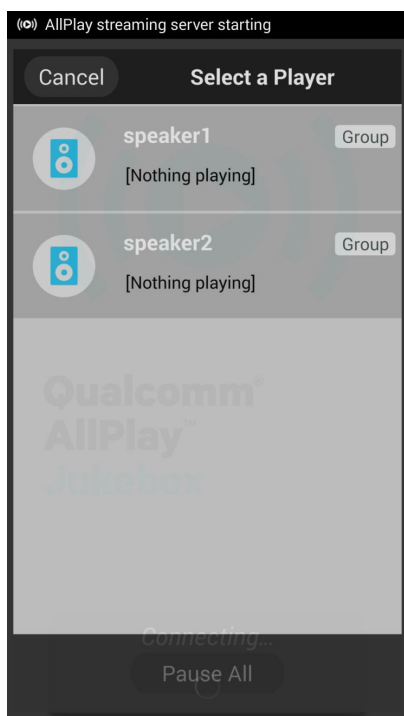 AllPlay streaming server starting
Cancel Select a Player
speaker1 Group
[Nothing playing]
speaker2 Group
[Nothing playing]
Qualcomm®
AllPlay™
Jukebox
Connecting...
Pause All